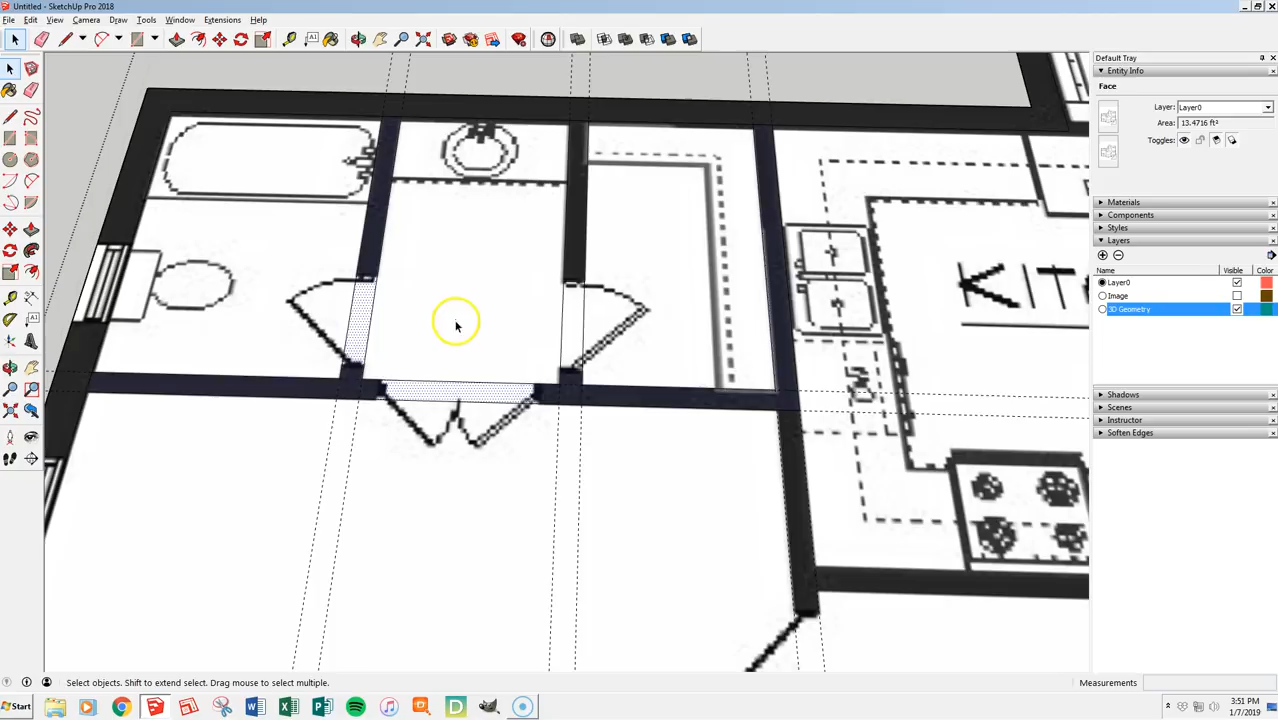 Untitled - SketchUp Pro 2018
File Edit View Camera Draw Tools Window Extensions Help
Default Tray
Entity Info
Face
Layer: Layer0
Area: 13.4716 ft²
Toggles:
Materials
Components
Styles
Layers
Name Visible Color
Layer0
Image
3D Geometry
Shadows
Scenes
Instructor
Soften Edges
Select objects. Shift to extend select. Drag mouse to select multiple.
Measurements
Start
3:51 PM
1/7/2019